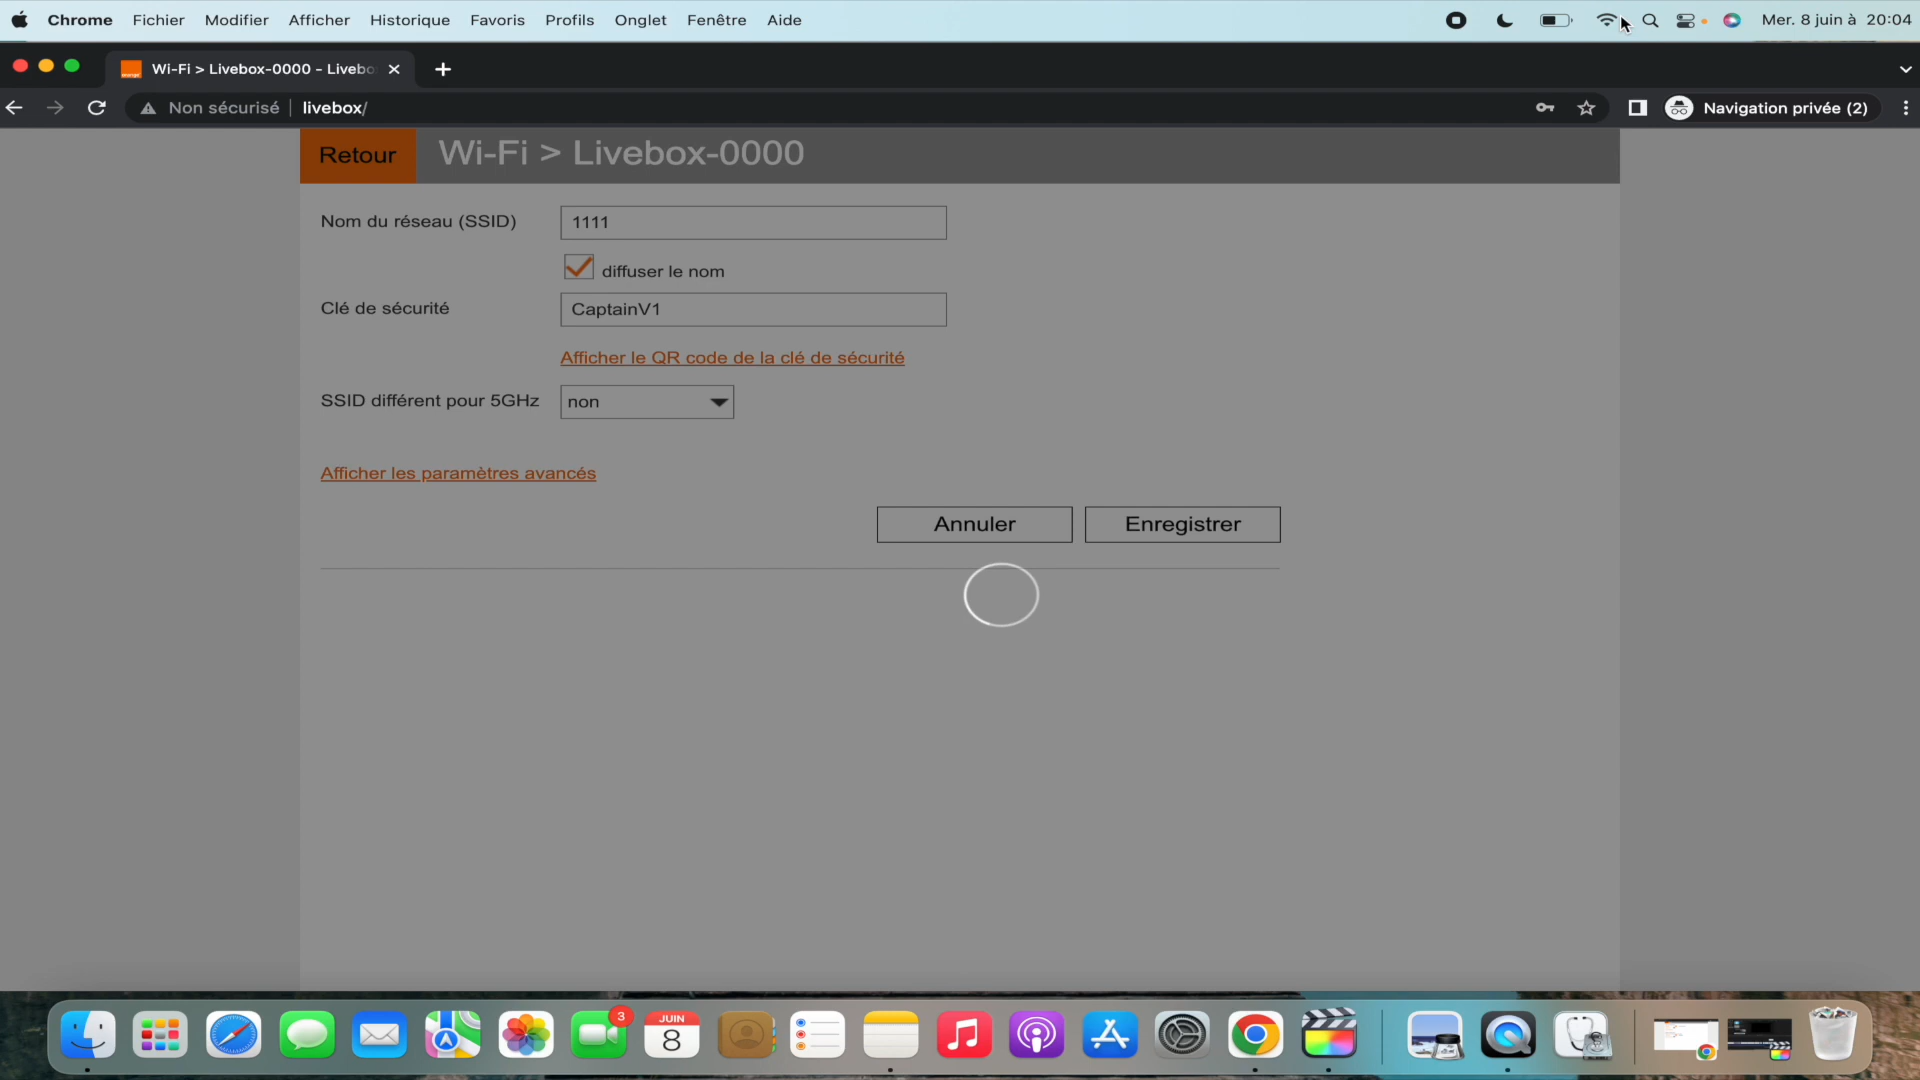 Chrome Fichier Modifier Afficher Historique Favoris Profils Onglet Fenêtre Aide Mer. 8 juin à 20:04
Wi-Fi > Livebox-0000 - Livebo
Non sécurisé livebox/ Navigation privée (2)
Retour Wi-Fi > Livebox-0000
Nom du réseau (SSID) 1111
diffuser le nom
Clé de sécurité CaptainV1
Afficher le QR code de la clé de sécurité
SSID différent pour 5GHz non
Afficher les paramètres avancés
Annuler Enregistrer
3
JUIN
8